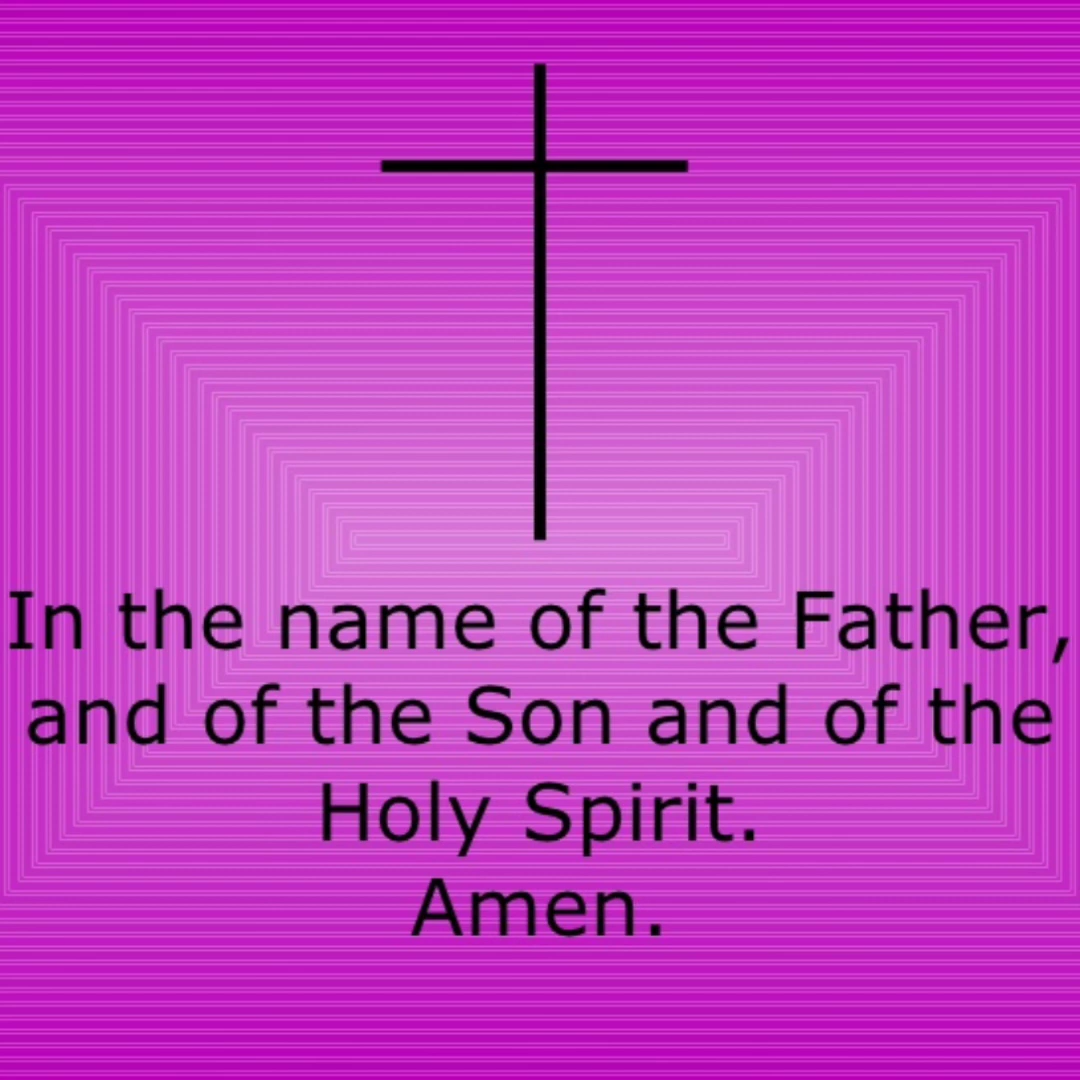 In the name of the Father,
and of the Son and of the
Holy Spirit.
Amen.